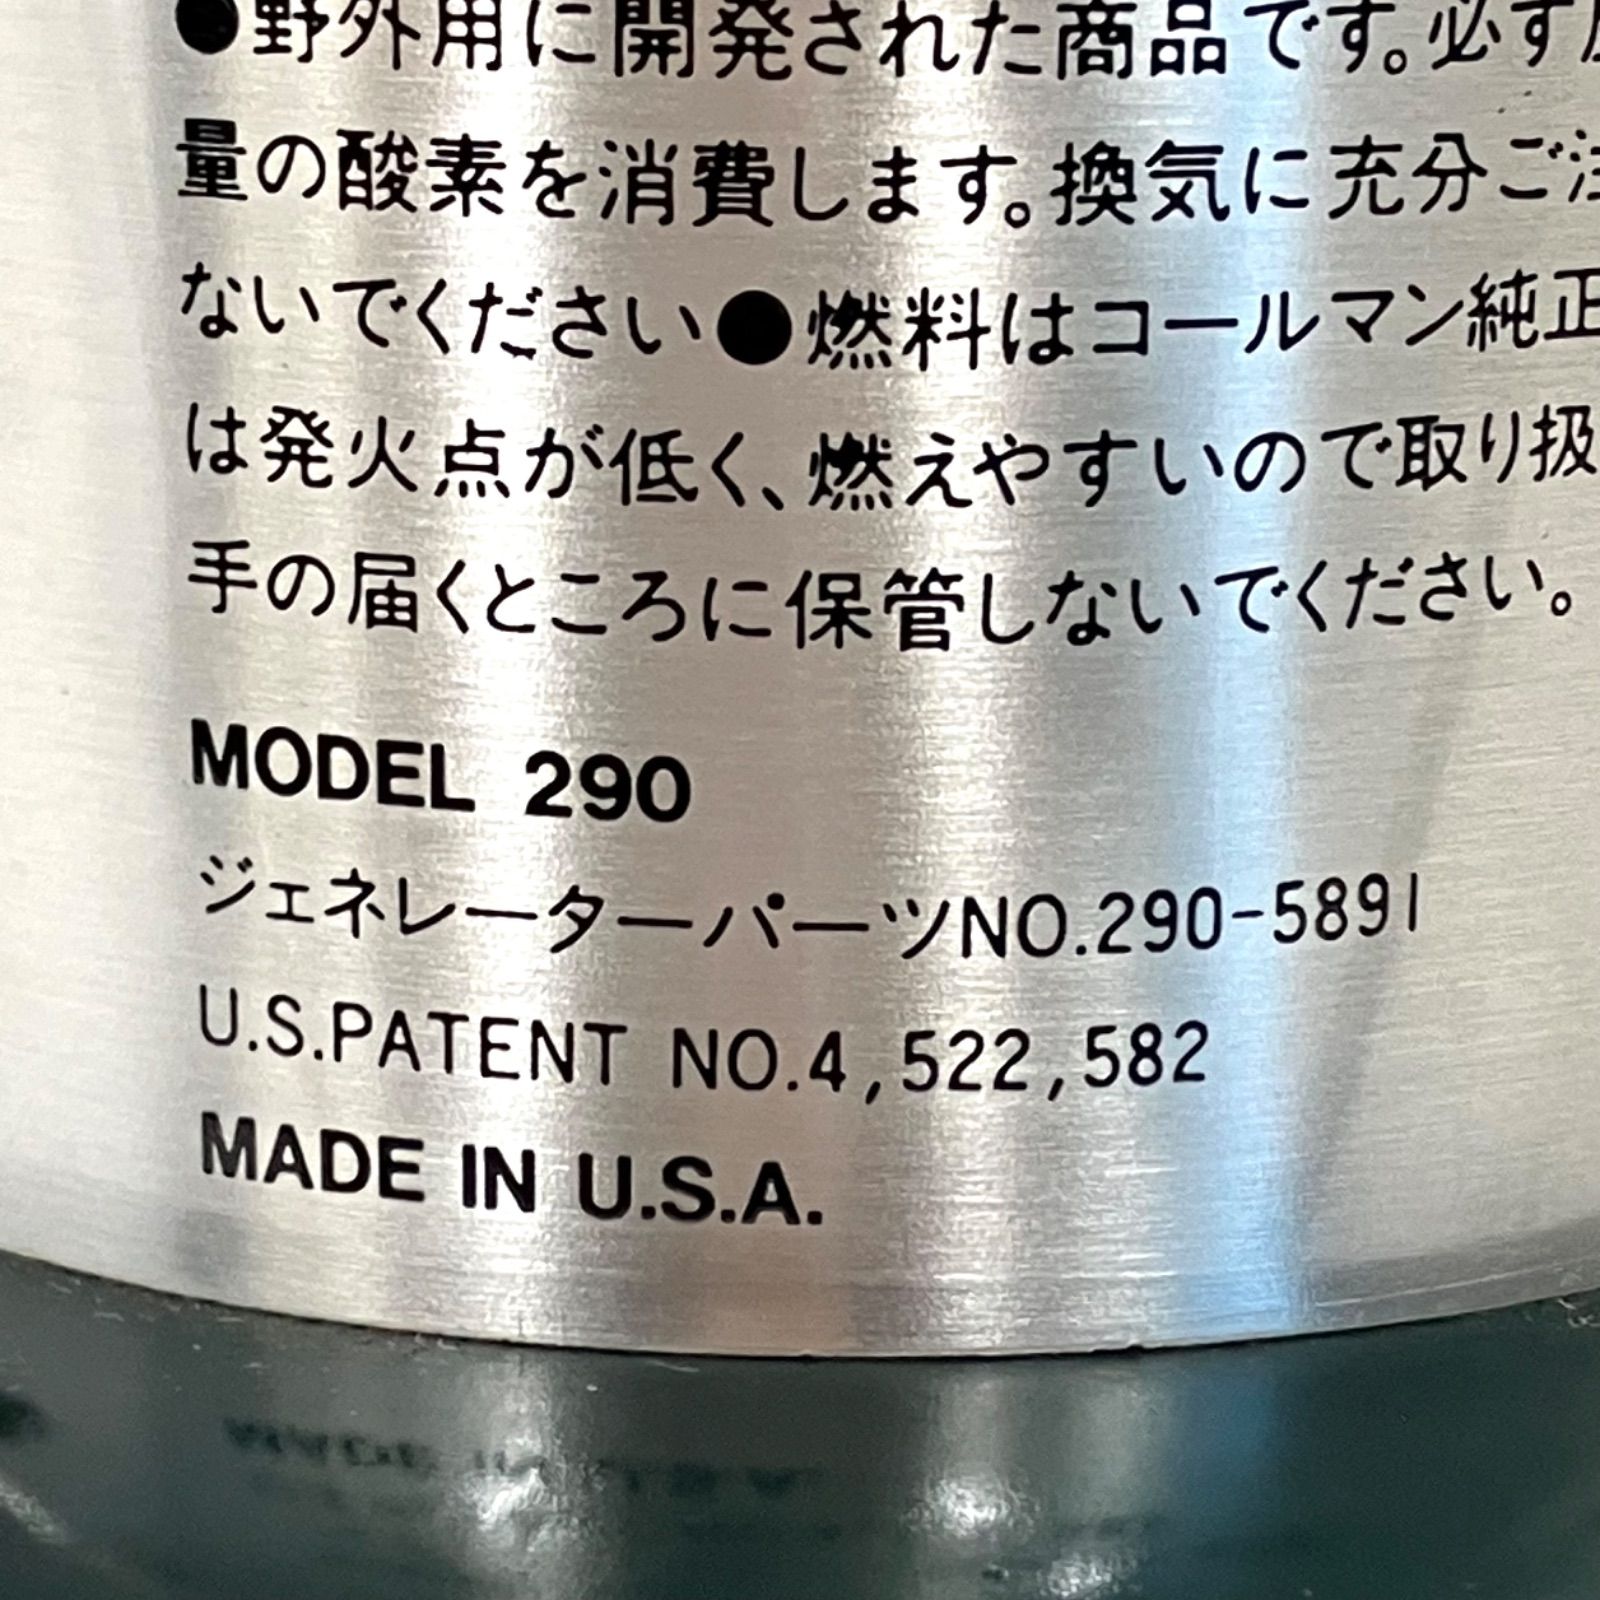 ●野外用に開発された商品です。必ず
量の酸素を消費します。換気に充分ご注
ないでください●燃料はコールマン純正
は発火点が低く、燃えやすいので取り扱
手の届くところに保管しないでください。
MODEL 290
ジェネレーターパーツNO.290-5891
U.S.PATENT NO.4,522,582
MADE IN U.S.A.